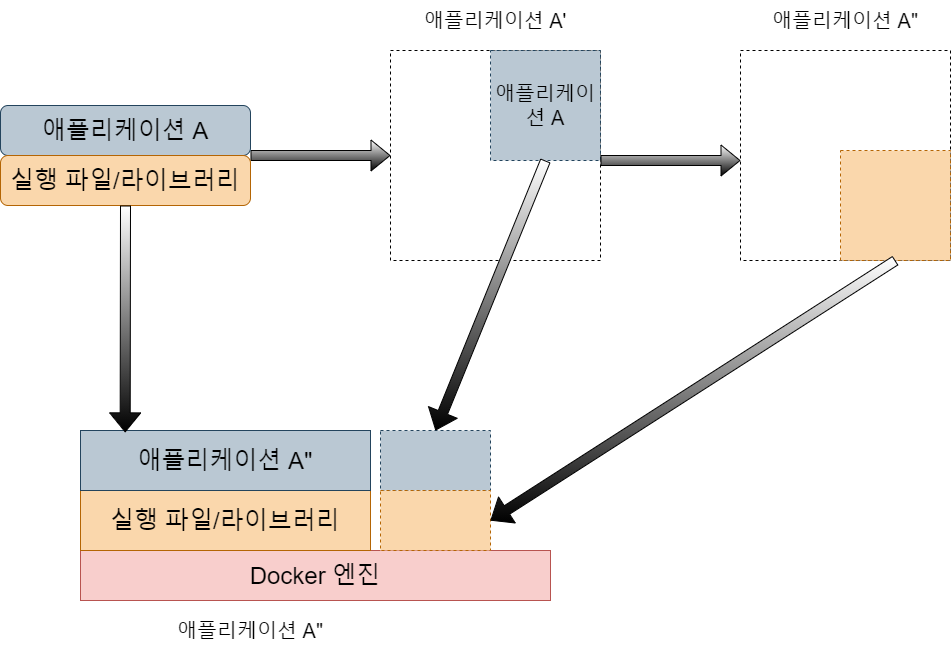 애플리케이션 A'
애플리케이션 A"
애플리케이션 A
실행 파일/라이브러리
애플리케이
션 A
애플리케이션 A"
실행 파일/라이브러리
Docker 엔진
애플리케이션 A"